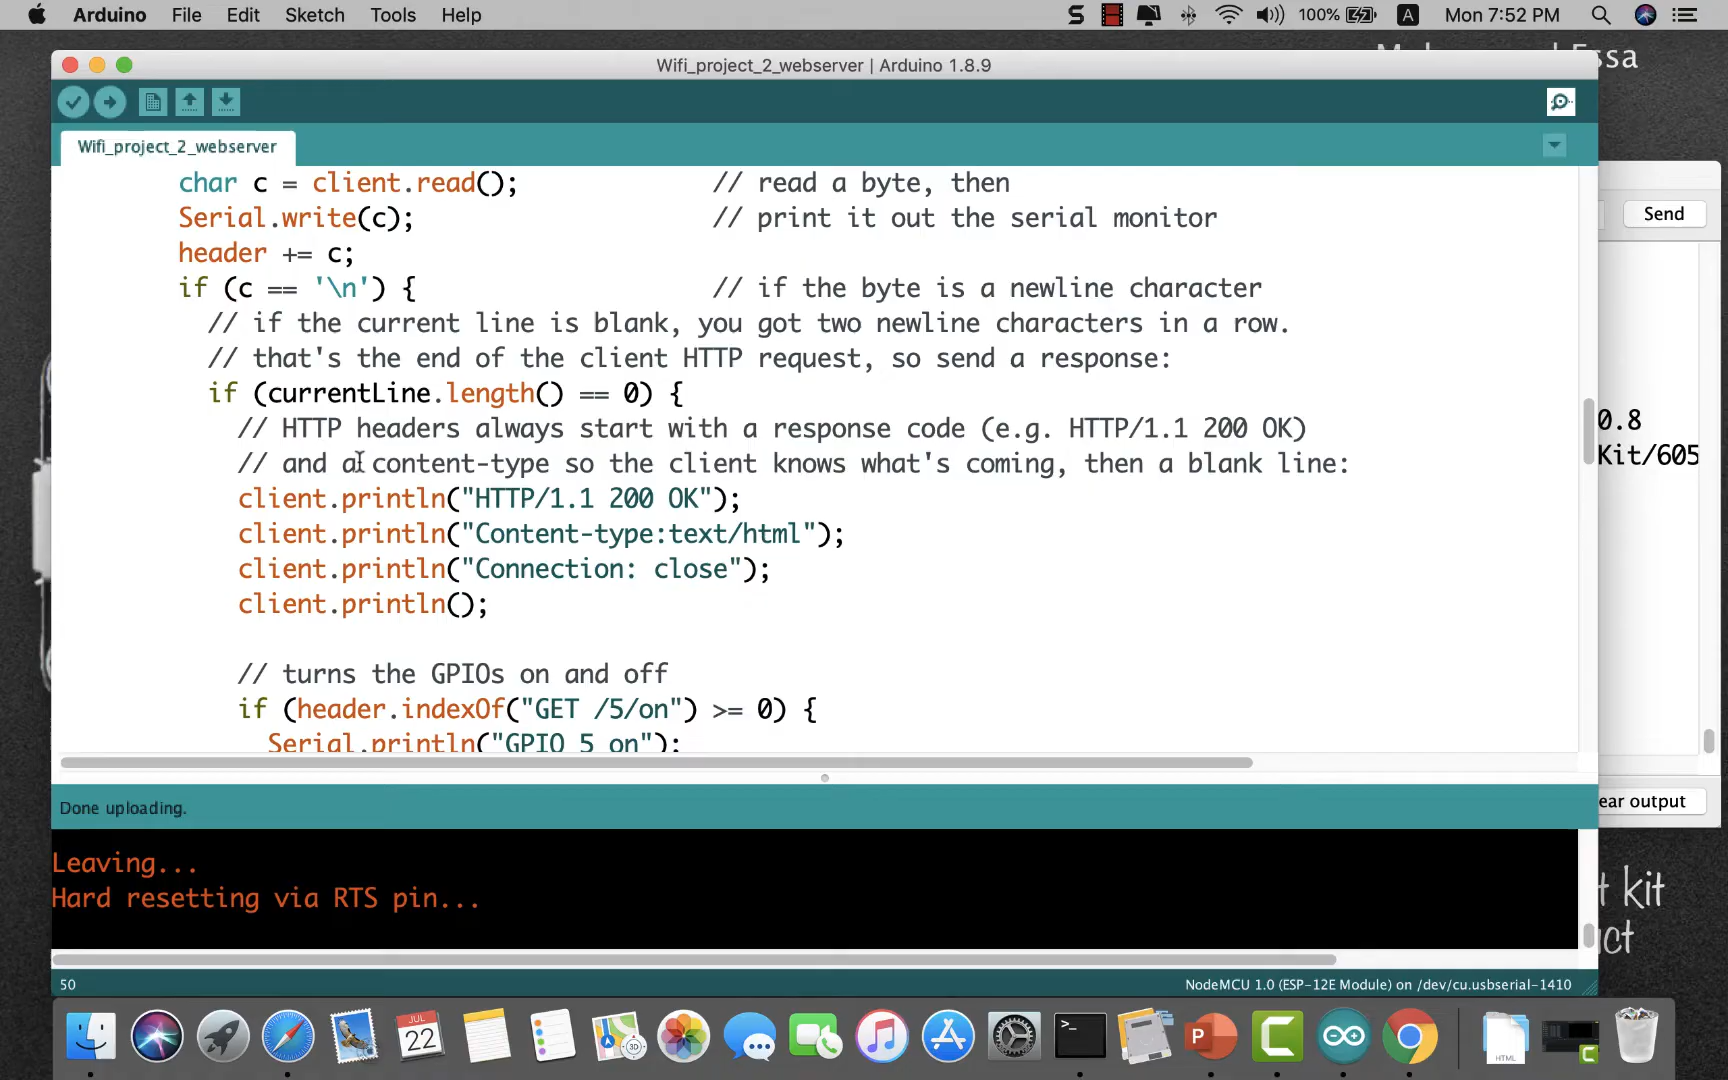 Arduino File Edit Sketch Tools Help
100% A Mon 7:52 PM
Wifi_project_2_webserver | Arduino 1.8.9
Wifi_project_2_webserver
char c = client.read(); // read a byte, then
Serial.write(c); // print it out the serial monitor
header += c;
if (c == '\n') { // if the byte is a newline character
// if the current line is blank, you got two newline characters in a row.
// that's the end of the client HTTP request, so send a response:
if (currentLine.length() == 0) {
// HTTP headers always start with a response code (e.g. HTTP/1.1 200 OK)
// and a content-type so the client knows what's coming, then a blank line:
client.println("HTTP/1.1 200 OK");
client.println("Content-type:text/html");
client.println("Connection: close");
client.println();
// turns the GPIOs on and off
if (header.indexOf("GET /5/on") >= 0) {
Serial.println("GPIO 5 on");
Done uploading.
Leaving...
Hard resetting via RTS pin...
50
NodeMCU 1.0 (ESP-12E Module) on /dev/cu.usbserial-1410
ssa
Send
0.8
Kit/605
ear output
t kit
uct
JUL
22
3D
P
HTML